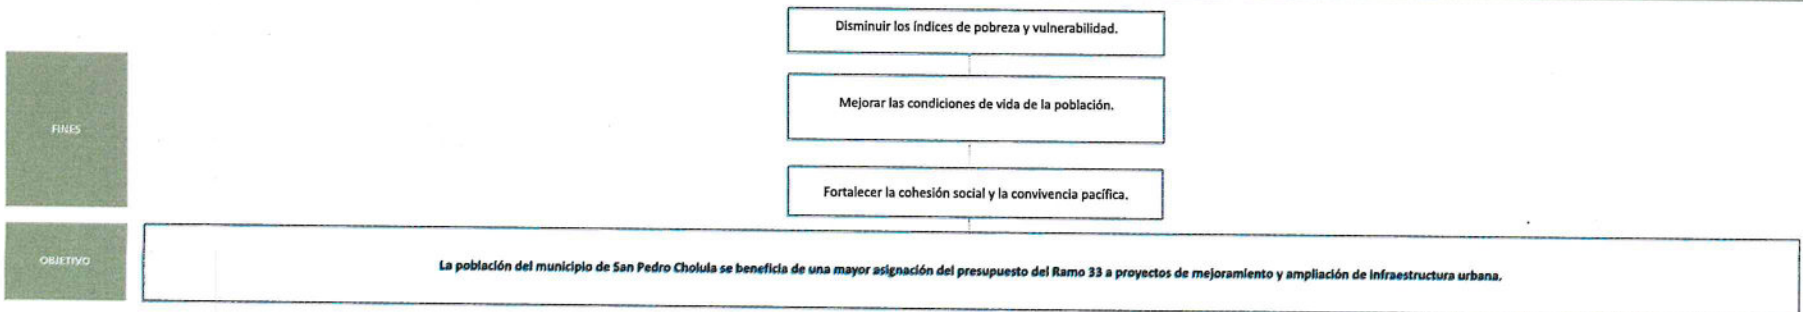 Disminuir los índices de pobreza y vulnerabilidad.
FINES
Mejorar las condiciones de vida de la población.
Fortalecer la cohesión social y la convivencia pacífica.
OBJETIVO
La población del municipio de San Pedro Cholula se beneficia de una mayor asignación del presupuesto del Ramo 33 a proyectos de mejoramiento y ampliación de infraestructura urbana.